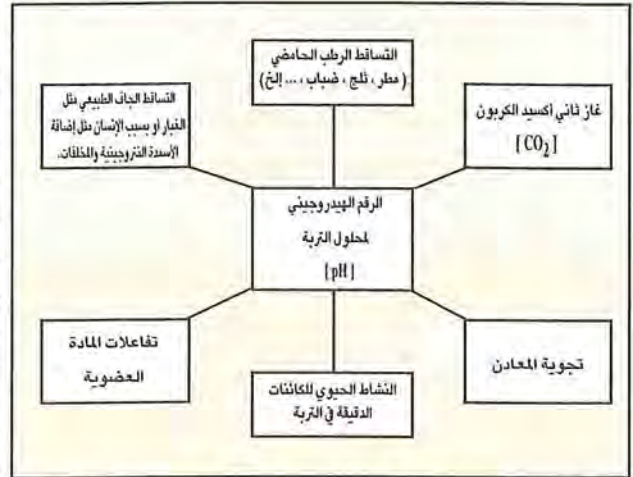 التساقط الرطب الحامضي
(مطر ، ثلج ، ضباب ، ... إلخ)
غاز ثاني أكسيد الكربون
[CO₂]
التساقط الجاف الطبيعي مثل
الغبار أو بسبب الإنسان مثل إضافة
الأسمدة النتروجينية والمخلفات.
الرقم الهيدروجيني
لمحلول التربة
[pH]
تجوية المعادن
تفاعلات المادة
العضوية
النشاط الحيوي للكائنات
الدقيقة في التربة